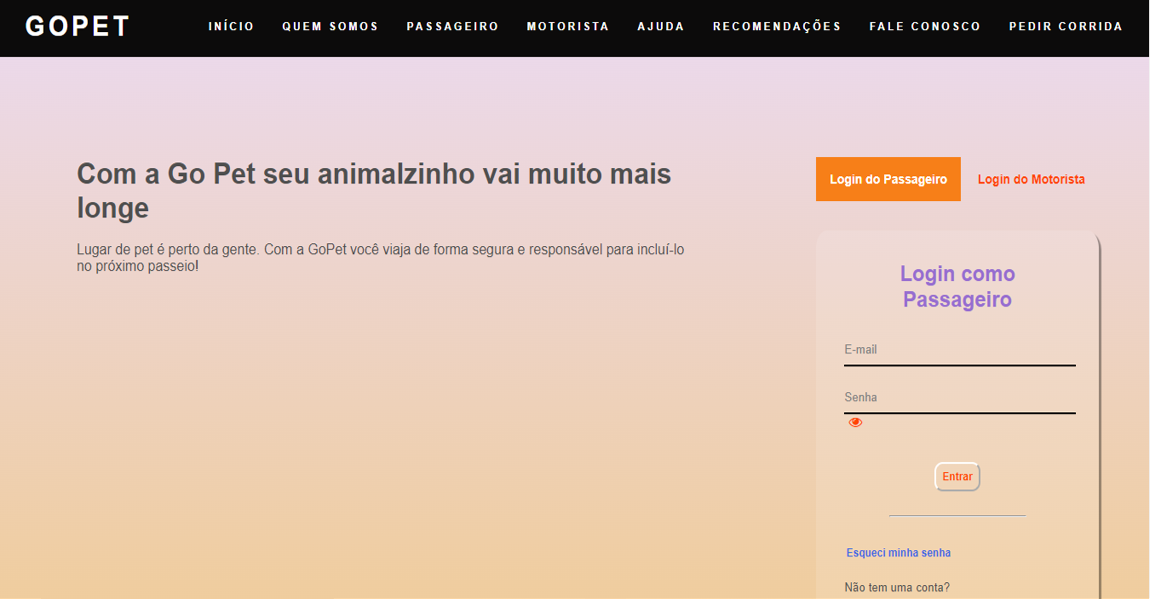 GOPET
INÍCIO QUEM SOMOS PASSAGEIRO MOTORISTA AJUDA RECOMENDAÇÕES FALE CONOSCO PEDIR CORRIDA
Com a Go Pet seu animalzinho vai muito mais
longe
Lugar de pet é perto da gente. Com a GoPet você viaja de forma segura e responsável para incluí-lo
no próximo passeio!
Login do Passageiro
Login do Motorista
Login como
Passageiro
E-mail
Senha
Entrar
Esqueci minha senha
Não tem uma conta?